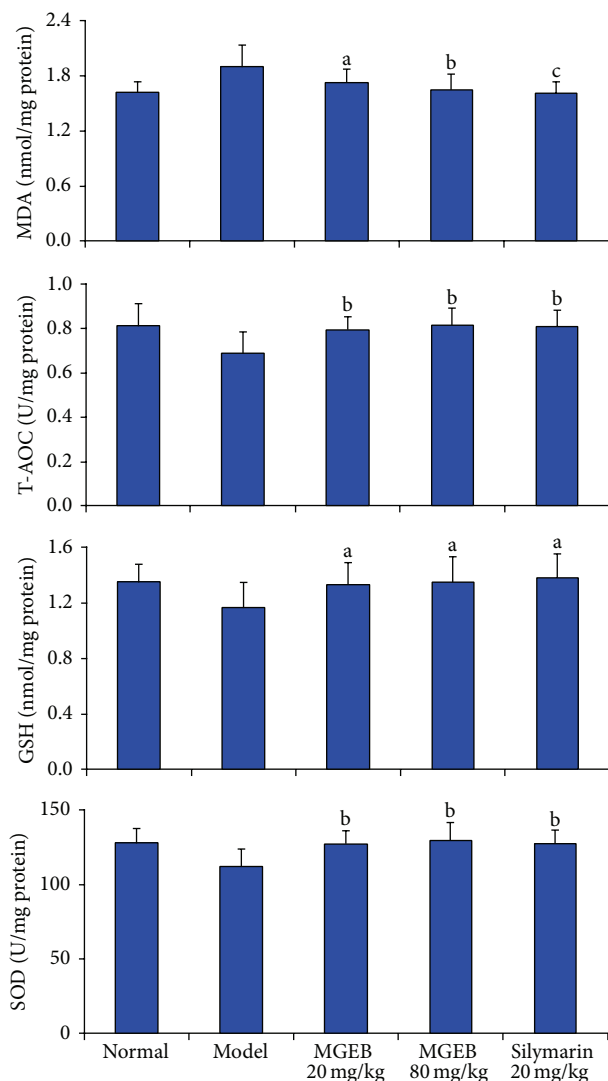 2.4
1.8
1.2
0.6
0.0
MDA (nmol/mg protein)
a
b
c
1.0
0.8
0.6
0.4
0.2
0.0
T-AOC (U/mg protein)
b
b
b
1.6
1.2
0.8
0.4
0.0
GSH (nmol/mg protein)
a
a
a
150
100
50
0
SOD (U/mg protein)
b
b
b
Normal
Model
MGEB
20 mg/kg
MGEB
80 mg/kg
Silymarin
20 mg/kg